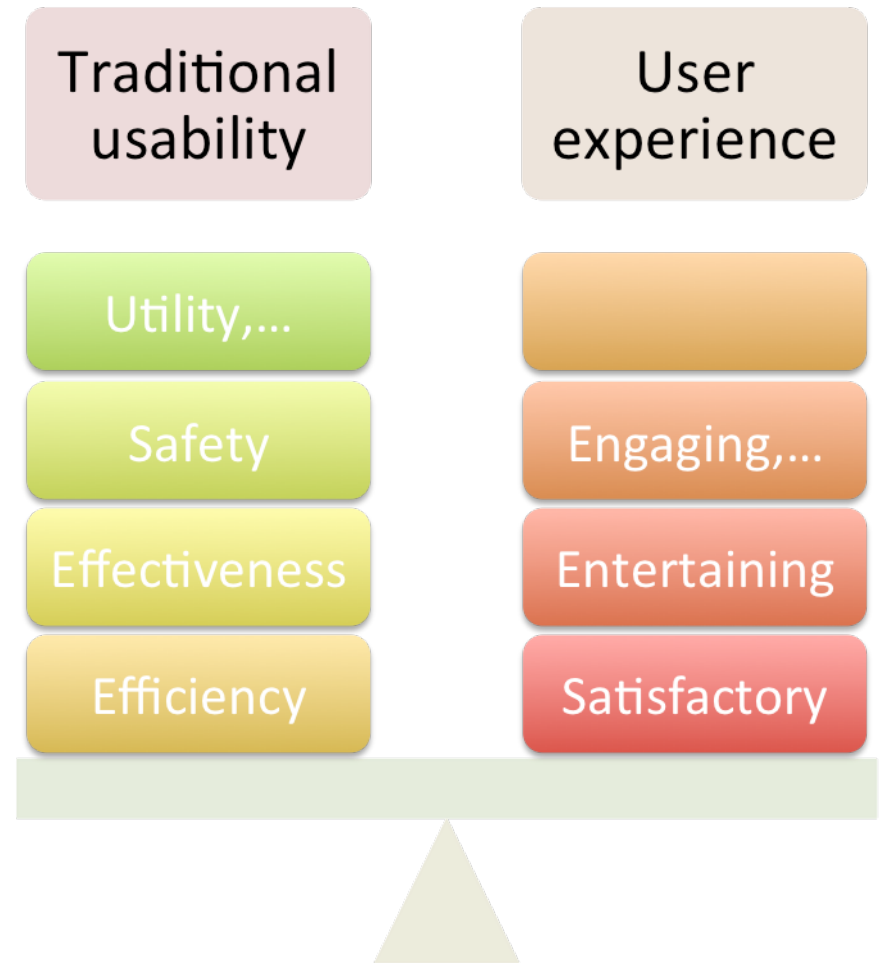 Traditional
usability
User
experience
Utility,...
Safety
Effectiveness
Efficiency
Engaging,...
Entertaining
Satisfactory